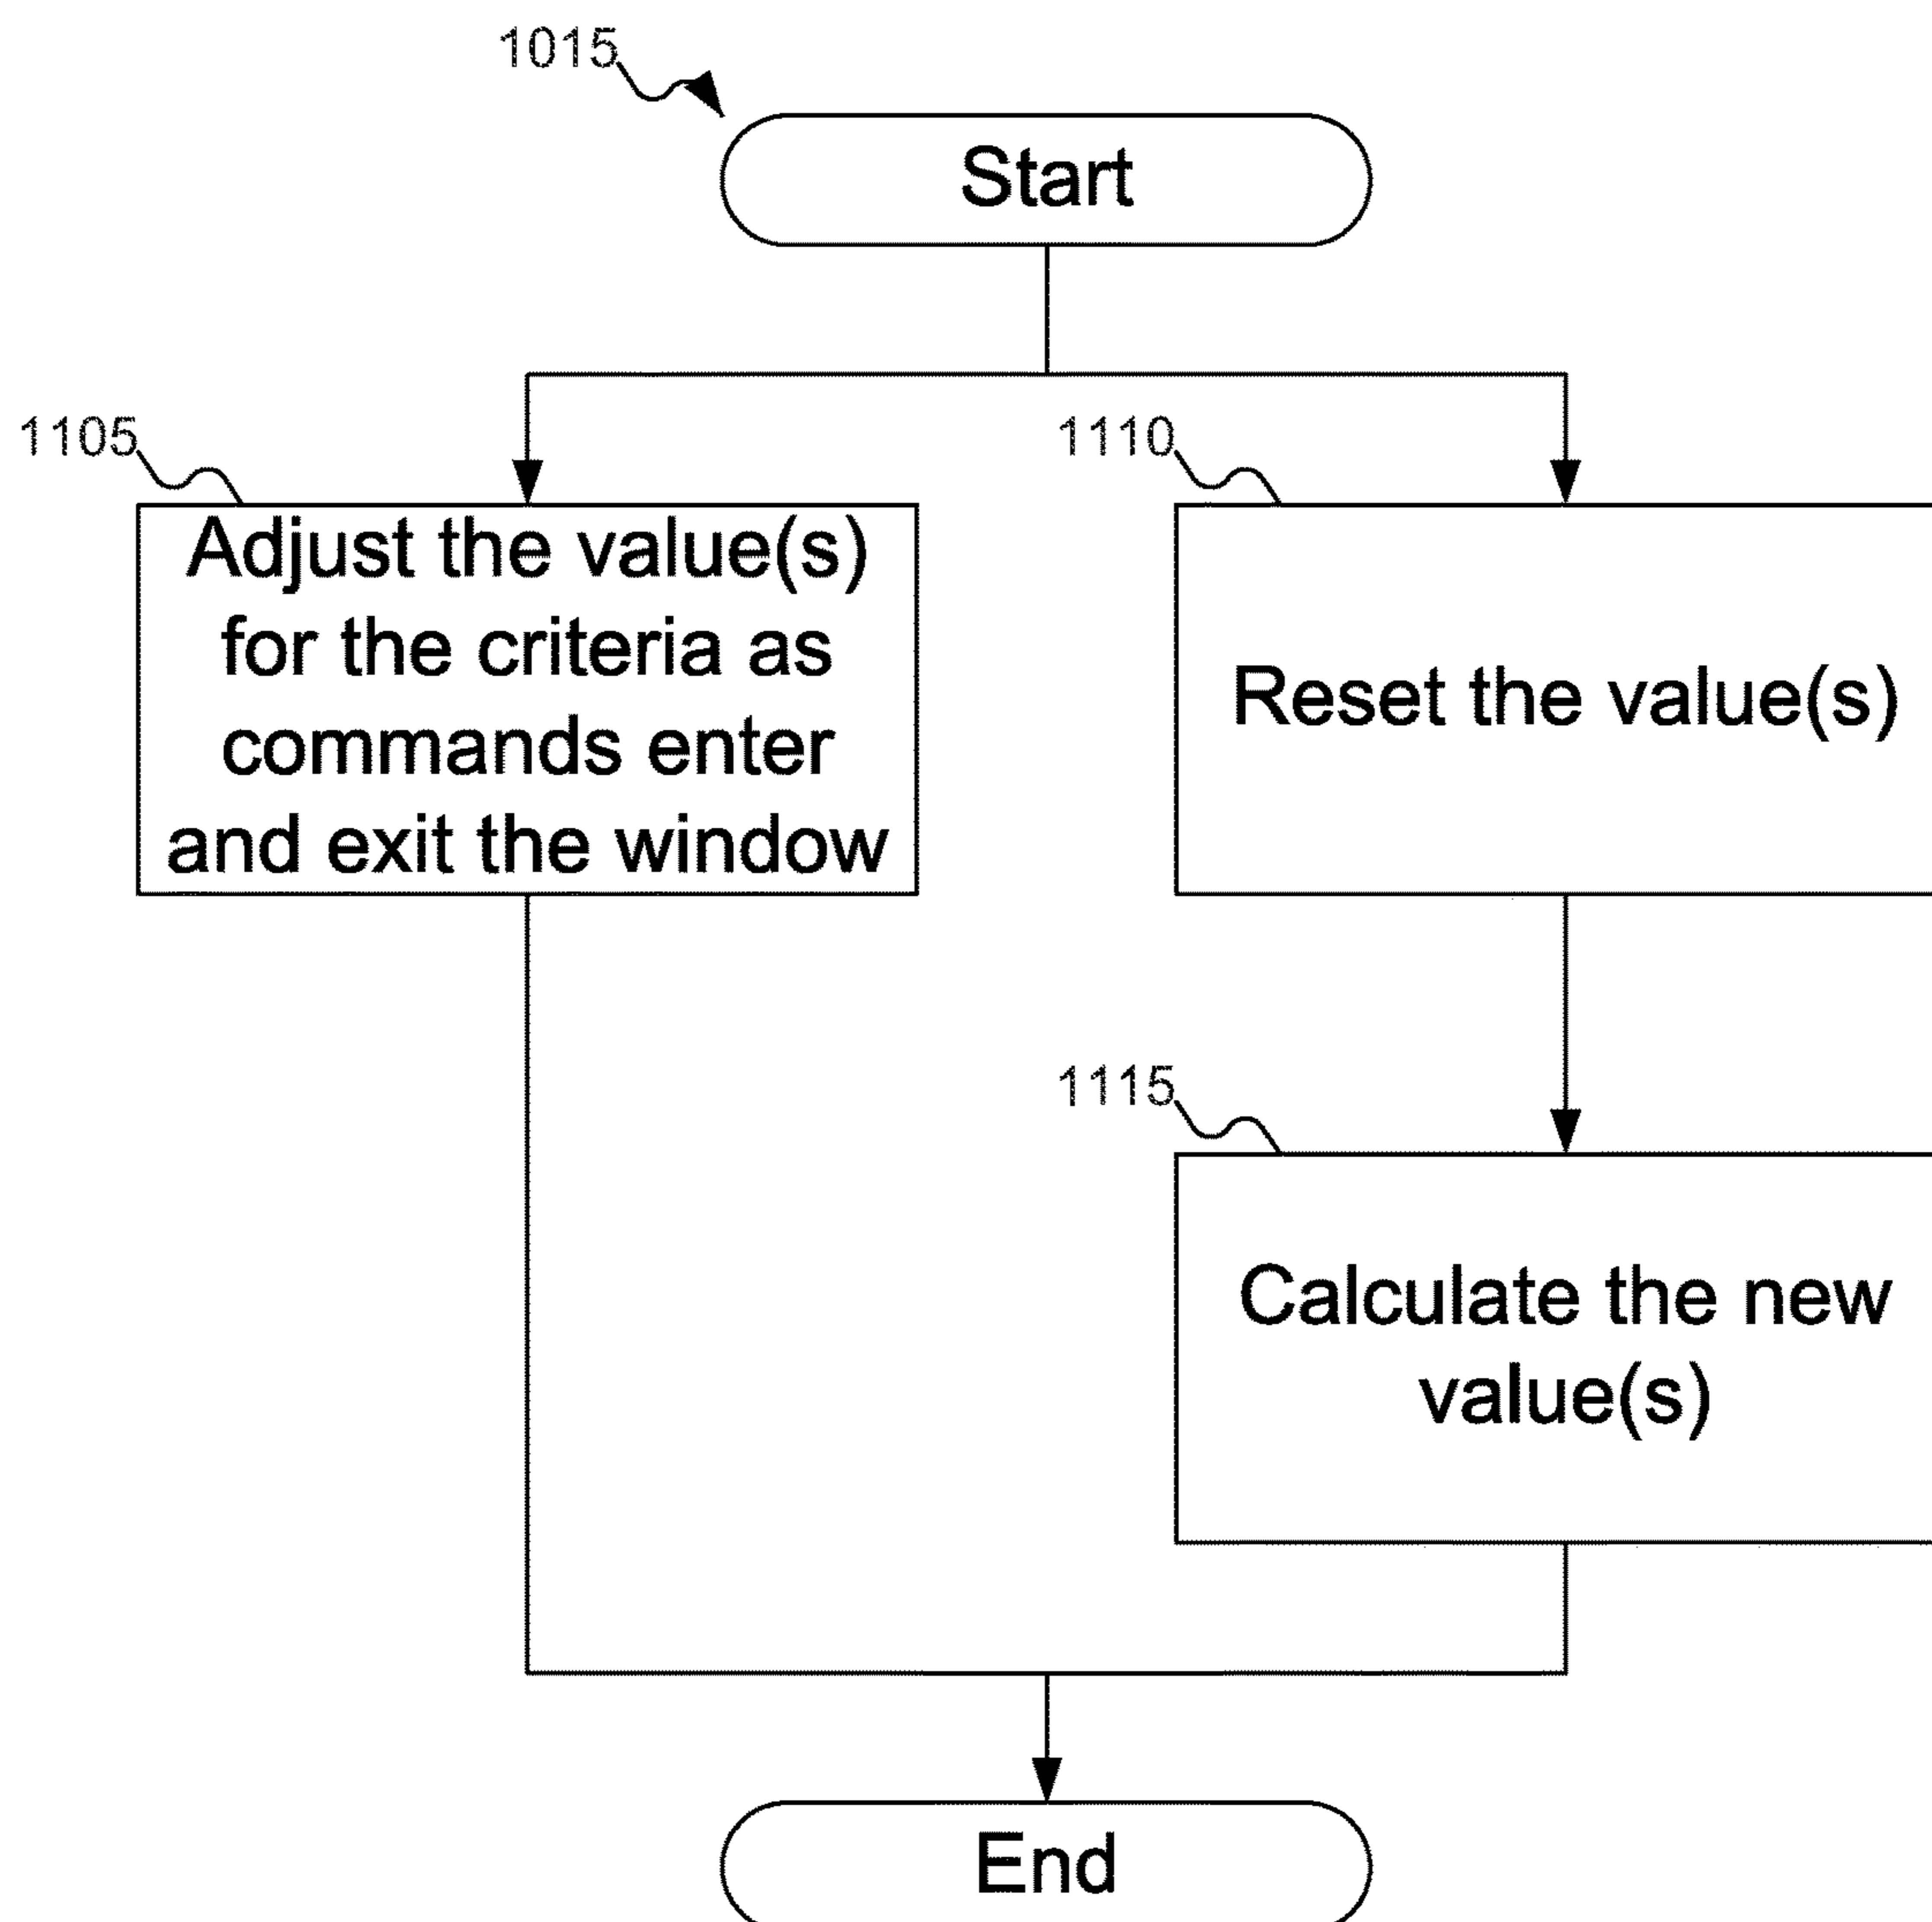 1015
Start
1105
Adjust the value(s)
for the criteria as
commands enter
and exit the window
1110
Reset the value(s)
1115
Calculate the new
value(s)
End